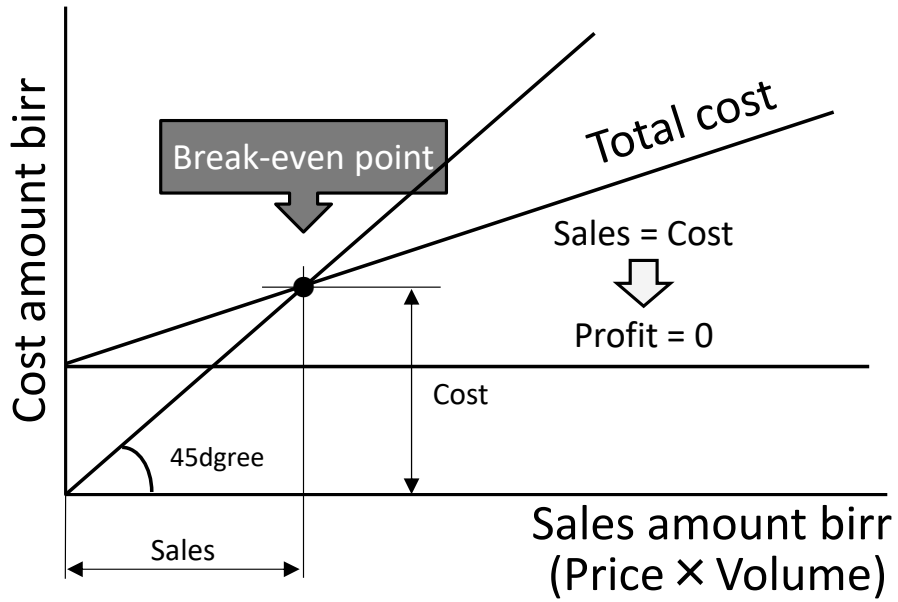 Cost amount birr
Break-even point
Total cost
Sales = Cost
Profit = 0
Cost
45dgree
Sales
Sales amount birr
(Price × Volume)